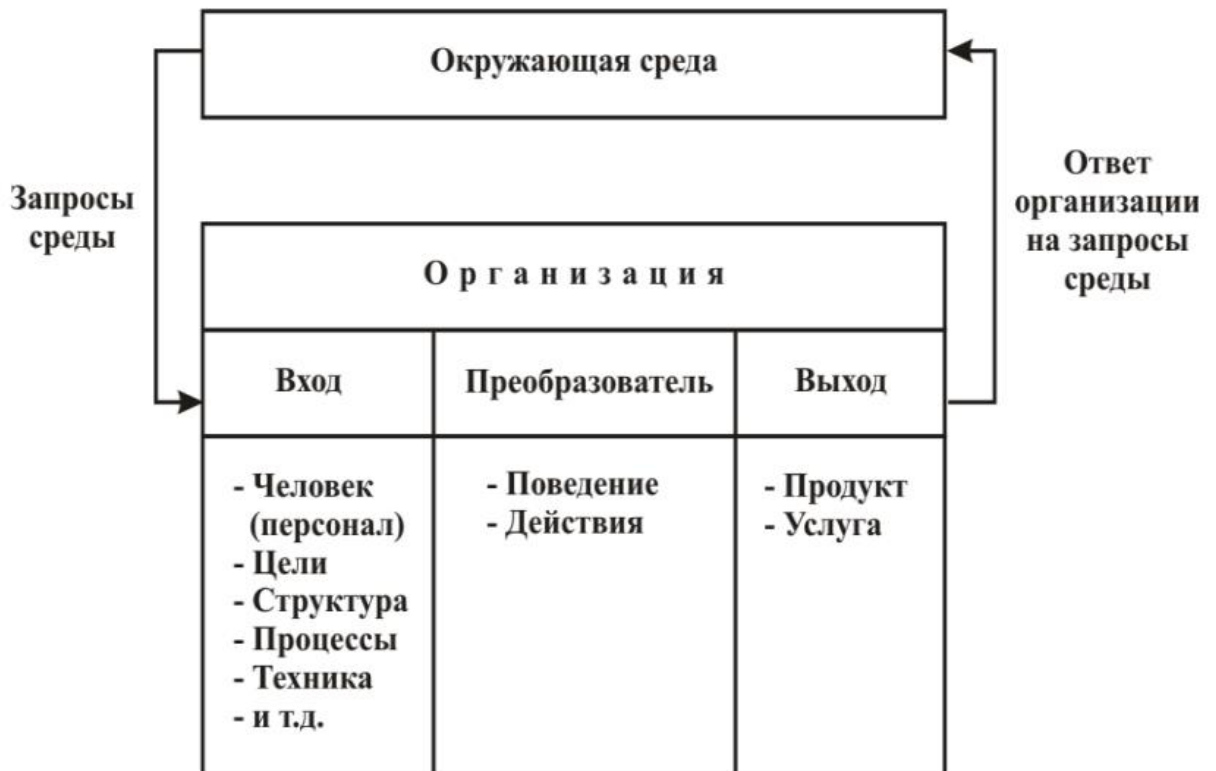 Окружающая среда
Запросы
среды
Ответ
организации
на запросы
среды
Организация
Вход
Преобразователь
Выход
- Человек
(персонал)
- Цели
- Структура
- Процессы
- Техника
- и т.д.
- Поведение
- Действия
- Продукт
- Услуга